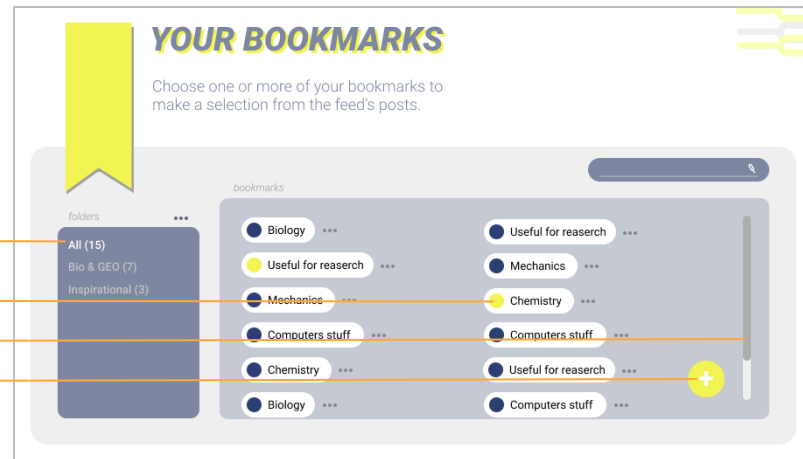 YOUR BOOKMARKS
Choose one or more of your bookmarks to
make a selection from the feed's posts.
folders
All (15)
Bio & GEO (7)
Inspirational (3)
bookmarks
Biology
Useful for reaserch
Useful for reaserch
Mechanics
Mechanics
Chemistry
Computers stuff
Computers stuff
Chemistry
Useful for reaserch
Biology
Computers stuff